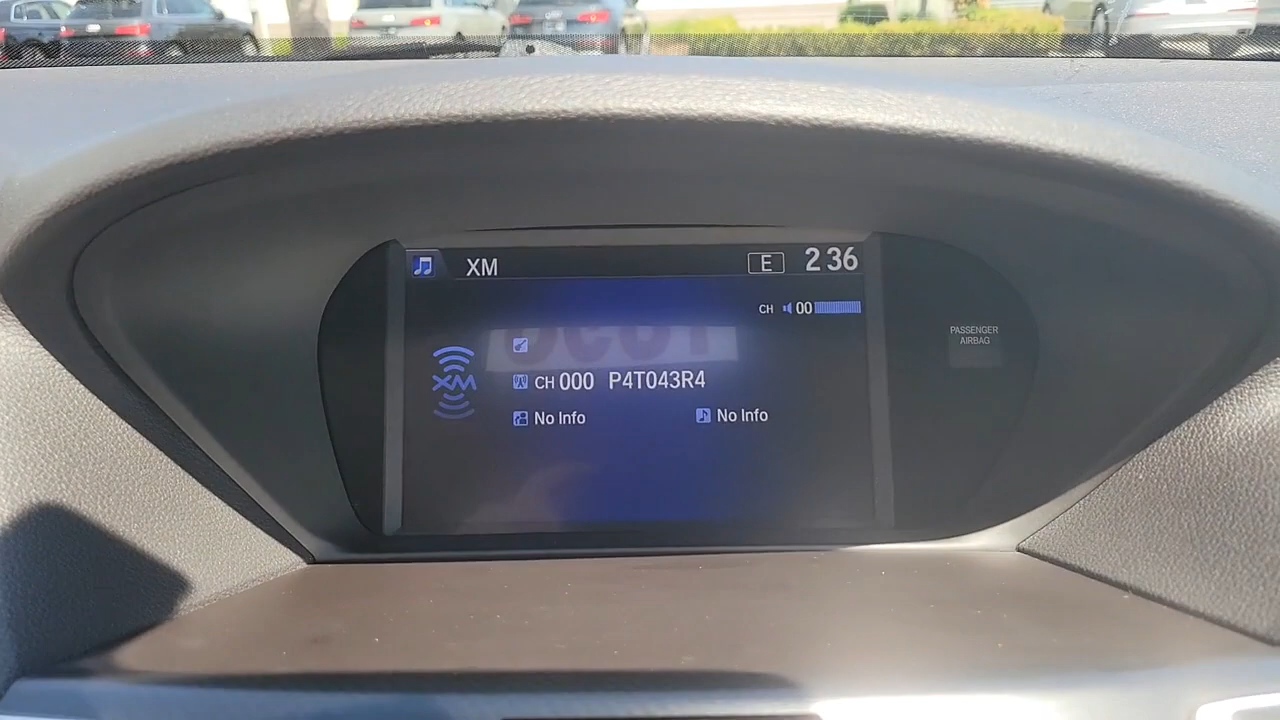 XM
E 2 36
CH 00
XM
CH 000 P4T043R4
No Info No Info
PASSENGER
AIRBAG